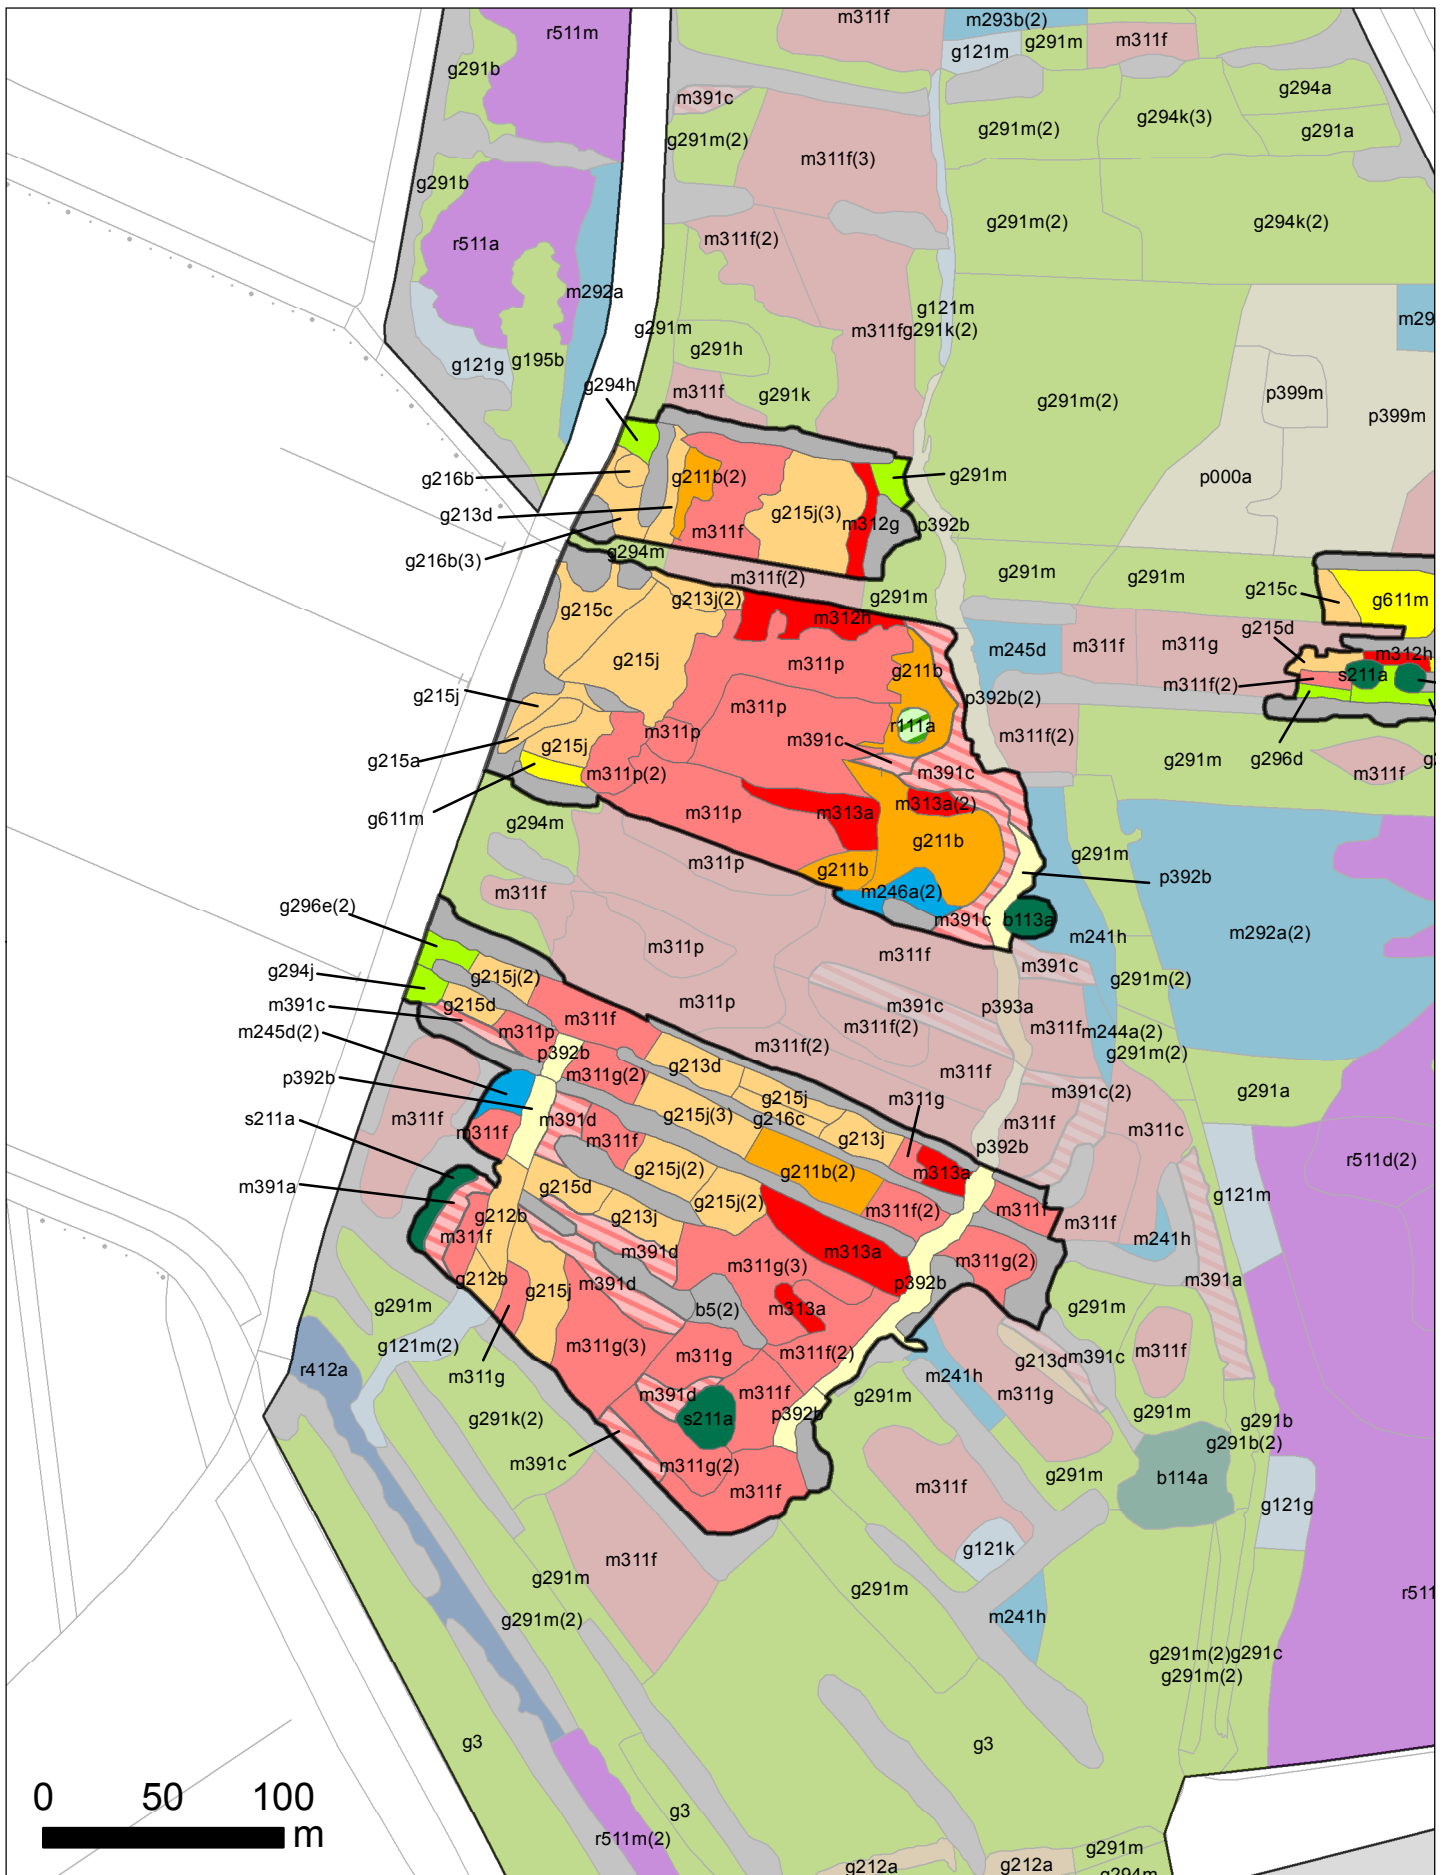 m311f
m293b(2)
r511m
g121m
g291m
m311f
g291b
m391c
g294a
g294k(3)
g291m(2)
g291a
g291m(2)
m311f(3)
g291b
g291m(2)
g294k(2)
m311f(2)
r511a
m292a
g121m
m29
g291m
m311f
g291k(2)
g291h
g121g
g195b
g294h
m311f
g291k
p399m
g291m(2)
p399m
g216b
g211b(2)
g291m
p000a
g213d
g215j(3)
m312g
p392b
m311f
g216b(3)
g294m
m311f(2)
g291m
g291m
g215c
g213j(2)
g291m
g215c
g611m
m312h
g215d
m245d
m311f
m311g
m312h
g215j
m311p
g211b
s211a
m311f(2)
g215j
m311p
p392b(2)
r111a
m311p
m391c
m311f(2)
g215j
g215a
m391c
g291m
g296d
g2
m311p(2)
m311f
m313a(2)
g611m
m311p
m313a
g294m
g211b
g291m
m311p
g211b
p392b
m311f
m246a(2)
g296e(2)
m391c
b113a
m241h
m292a(2)
m311p
m311f
g294j
g215j(2)
m391c
g291m(2)
m391c
g215d
m311p
m391c
p393a
m311f
m245d(2)
m311p
m311f(2)
m311f
m244a(2)
p392b
m311f(2)
g291m(2)
p392b
m311g(2)
g213d
m311f
g291a
m391c(2)
g215j
m311g
s211a
m311f
m391d
g215j(3)
g216c
m311f
m311c
m311f
m311f
g213j
p392b
r511d(2)
g215j(2)
g211b(2)
m313a
m391a
g215d
g121m
g212b
g213j
g215j(2)
m311f(2)
m311f
m311f
m311f
m391d
m313a
m241h
g212b
m311g(3)
m311g(2)
m391a
g215j
m391d
p392b
g291m
b5(2)
m313a
g291m
g121m(2)
m311g(3)
m311g
m311f(2)
m311f
r412a
g213d
m391c
m311g
m241h
m391d
m311f
g291m
m311g
g291k(2)
s211a
p392b
g291m
g291b
g291b(2)
m391c
m311g(2)
g291m
b114a
m311f
m311f
g121g
g121k
m311f
g291m
g291m
r511
g291m(2)
m241h
g291m(2)
g291c
g291m(2)
g3
g3
0
50
100
m
g3
r511m(2)
g291m
g212a
g212a
g294m